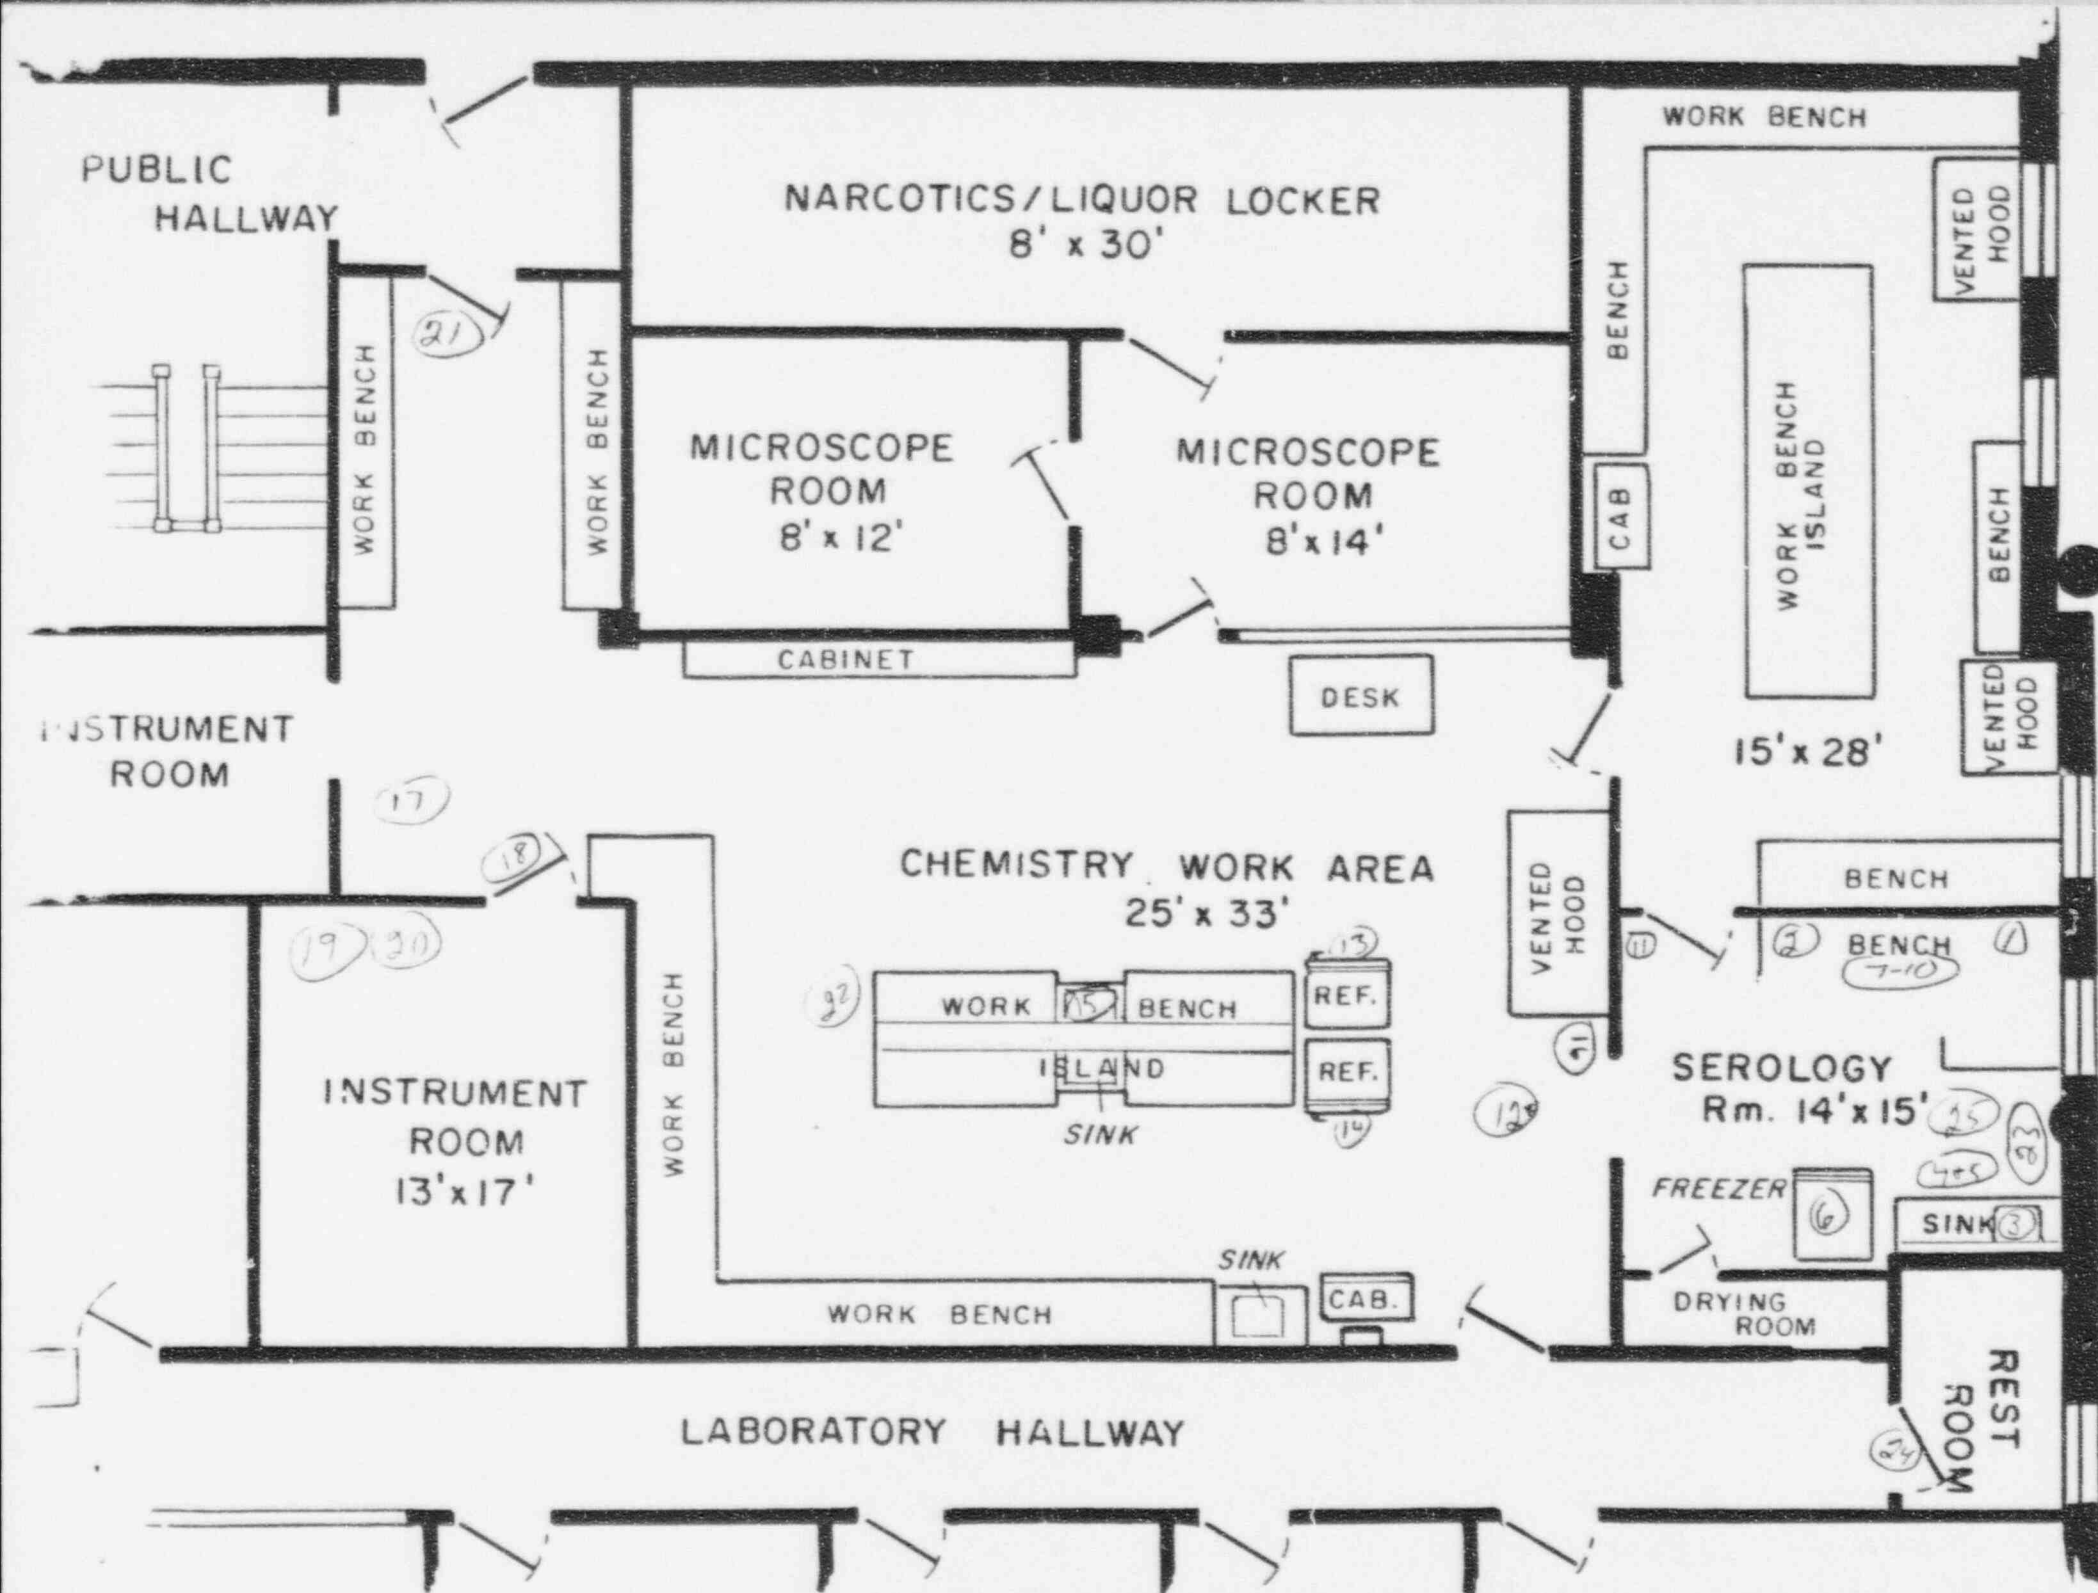 WORK BENCH
PUBLIC
HALLWAY
NARCOTICS/LIQUOR LOCKER
8' x 30'
VENTED
HOOD
BENCH
21
WORK BENCH
WORK BENCH
MICROSCOPE
ROOM
8' x 12'
MICROSCOPE
ROOM
8' x 14'
CAB
WORK BENCH
ISLAND
BENCH
CABINET
DESK
VENTED
HOOD
INSTRUMENT
ROOM
15' x 28'
17
18
CHEMISTRY WORK AREA
25' x 33'
VENTED
HOOD
BENCH
19
20
11
2
BENCH
1
7-10
13
WORK BENCH
22
WORK
15
BENCH
REF.
ISLAND
REF.
SINK
14
12
SEROLOGY
Rm. 14' x 15'
25
23
4+5
INSTRUMENT
ROOM
13' x 17'
FREEZER
6
SINK
3
SINK
CAB.
WORK BENCH
DRYING
ROOM
REST
ROOM
LABORATORY HALLWAY
24